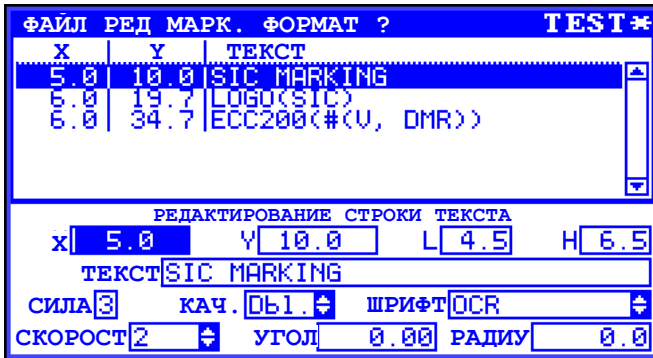 ФАЙЛ РЕД МАРК. ФОРМАТ ? TEST*
X Y ТЕКСТ
5.0 10.0 SIC MARKING
6.0 19.7 LOGO(SIC)
6.0 34.7 ECC200(#(V, DMR))
РЕДАКТИРОВАНИЕ СТРОКИ ТЕКСТА
X 5.0 Y 10.0 L 4.5 H 6.5
ТЕКСТ SIC MARKING
СИЛА 3 КАЧ. Dbl. ШРИФТ OCR
СКОРОСТ 2 УГОЛ 0.00 РАДИУ 0.0